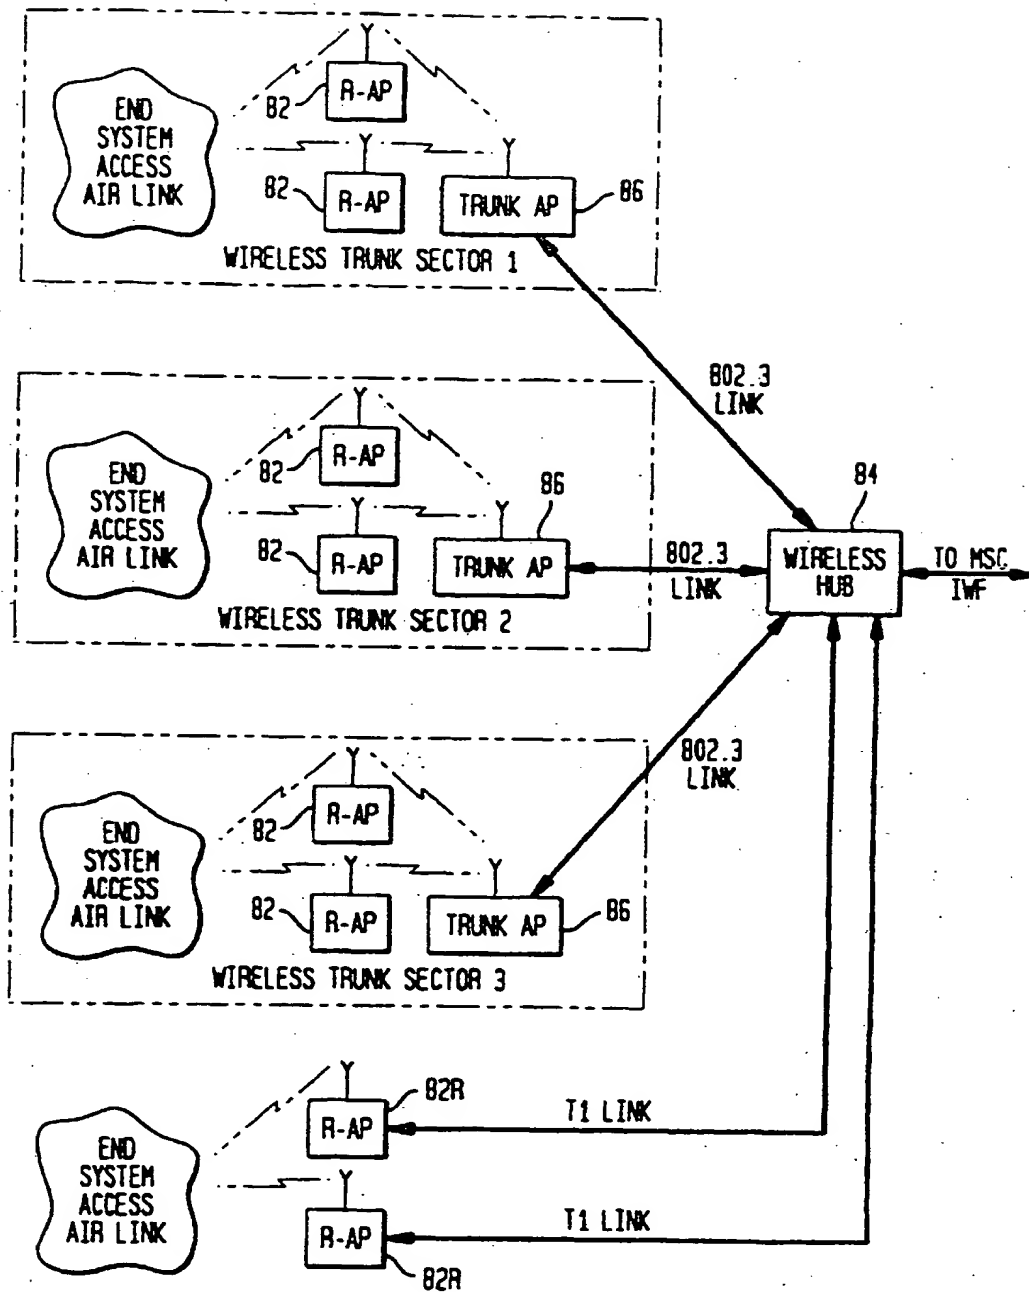 END
SYSTEM
ACCESS
AIR LINK
82
R-AP
82
R-AP
TRUNK AP
86
WIRELESS TRUNK SECTOR 1
802.3
LINK
END
SYSTEM
ACCESS
AIR LINK
82
R-AP
82
R-AP
86
TRUNK AP
WIRELESS TRUNK SECTOR 2
802.3
LINK
84
WIRELESS
HUB
TO MSC
IWF
END
SYSTEM
ACCESS
AIR LINK
82
R-AP
82
R-AP
TRUNK AP
86
WIRELESS TRUNK SECTOR 3
802.3
LINK
END
SYSTEM
ACCESS
AIR LINK
82R
R-AP
T1 LINK
R-AP
82R
T1 LINK